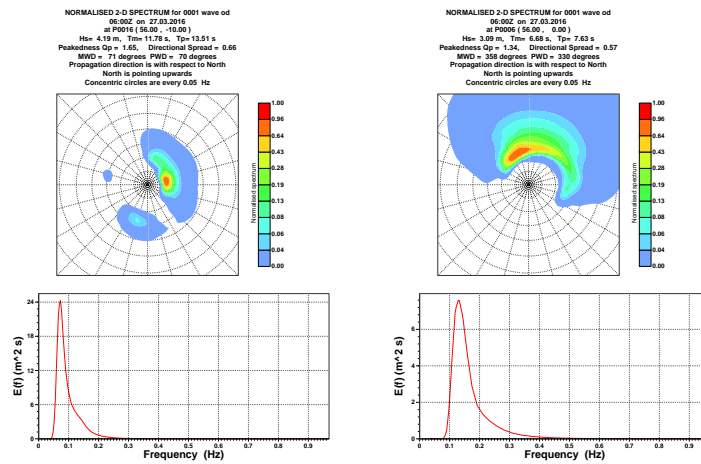 NORMALISED 2-D SPECTRUM for 0001 wave od
06:00Z on 27.03.2016
at P0016 ( 56.00 , -10.00 )
Hs= 4.19 m, Tm= 11.78 s, Tp=13.51 s
Peakedness Qp = 1.65, Directional Spread = 0.66
MWD = 71 degrees PWD = 70 degrees
Propagation direction is with respect to North
North is pointing upwards
Concentric circles are every 0.05 Hz
1.00
0.96
0.64
0.43
0.28
0.19
0.13
0.08
0.06
0.04
0.00
Normalised spectrum
24
18
12
6
0
E(f) (m^2 s)
0 0.1 0.2 0.3 0.4 0.5 0.6 0.7 0.8 0.9
Frequency (Hz)
NORMALISED 2-D SPECTRUM for 0001 wave od
06:00Z on 27.03.2016
at P0006 ( 56.00 , 0.00 )
Hs= 3.09 m, Tm= 6.68 s, Tp= 7.63 s
Peakedness Qp = 1.34, Directional Spread = 0.57
MWD = 358 degrees PWD = 330 degrees
Propagation direction is with respect to North
North is pointing upwards
Concentric circles are every 0.05 Hz
1.00
0.96
0.64
0.43
0.28
0.19
0.13
0.08
0.06
0.04
0.00
Normalised spectrum
6
4
2
0
E(f) (m^2 s)
0 0.1 0.2 0.3 0.4 0.5 0.6 0.7 0.8 0.9
Frequency (Hz)